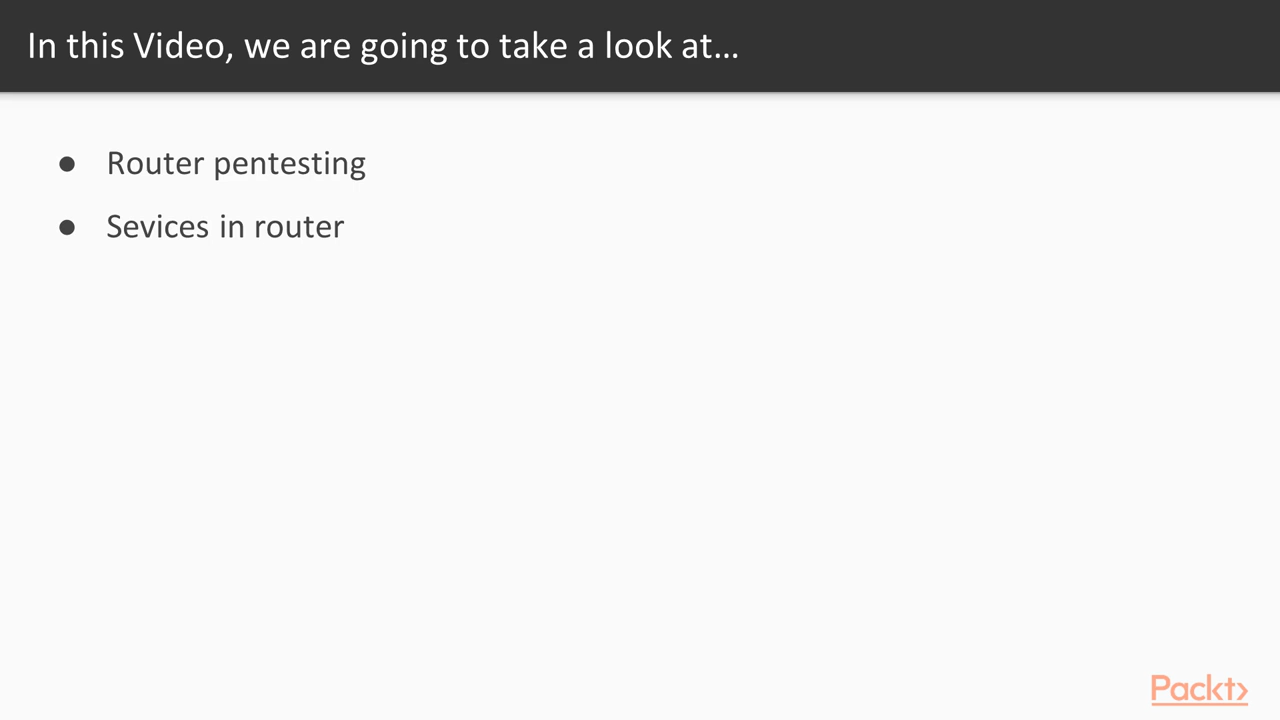 In this Video, we are going to take a look at…
● Router pentesting
● Sevices in router
Packt>